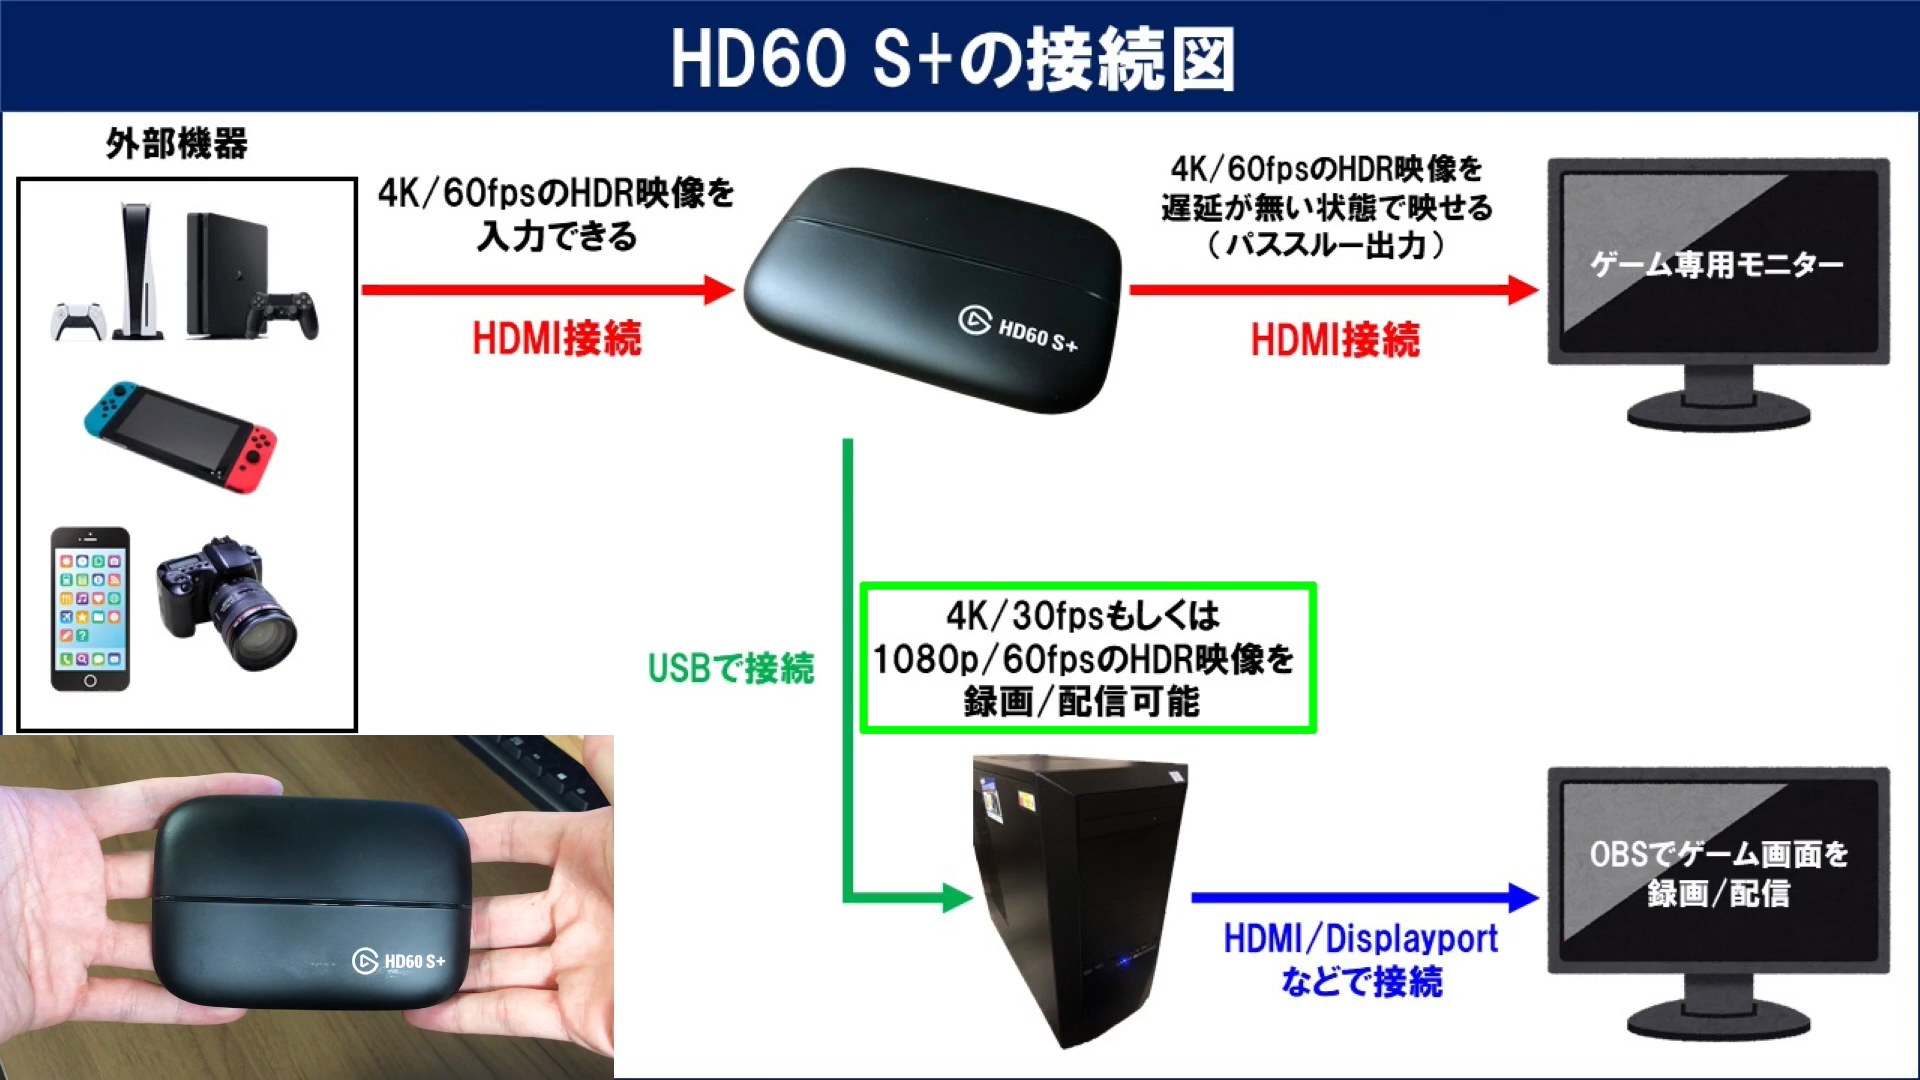 HD60 S+の接続図
外部機器
4K/60fpsのHDR映像を
入力できる
HDMI接続
HD60 S+
4K/60fpsのHDR映像を
遅延が無い状態で映せる
（パススルー出力）
HDMI接続
ゲーム専用モニター
USBで接続
4K/30fpsもしくは
1080p/60fpsのHDR映像を
録画/配信可能
HD60 S+
HDMI/Displayport
などで接続
OBSでゲーム画面を
録画/配信